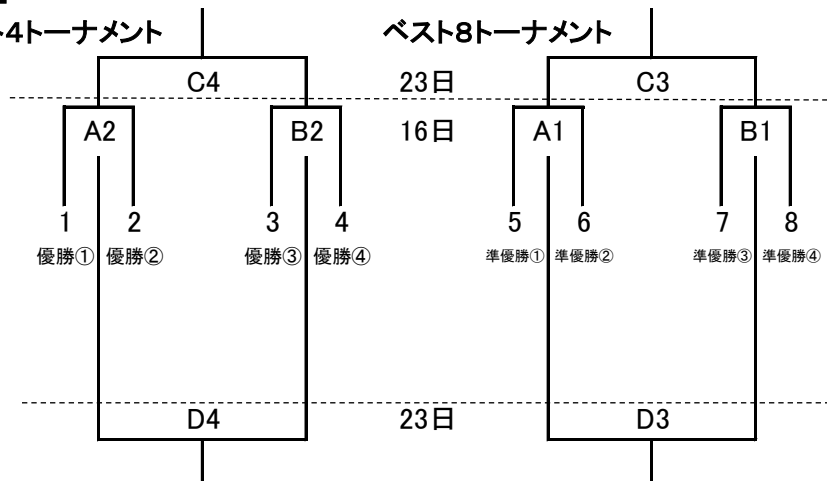 4トーナメント ベスト8トーナメント
C4 23日 C3
A2 B2 16日 A1 B1
1 2 3 4 5 6 7 8
優勝① 優勝② 優勝③ 優勝④ 準優勝① 準優勝② 準優勝③ 準優勝④
D4 23日 D3